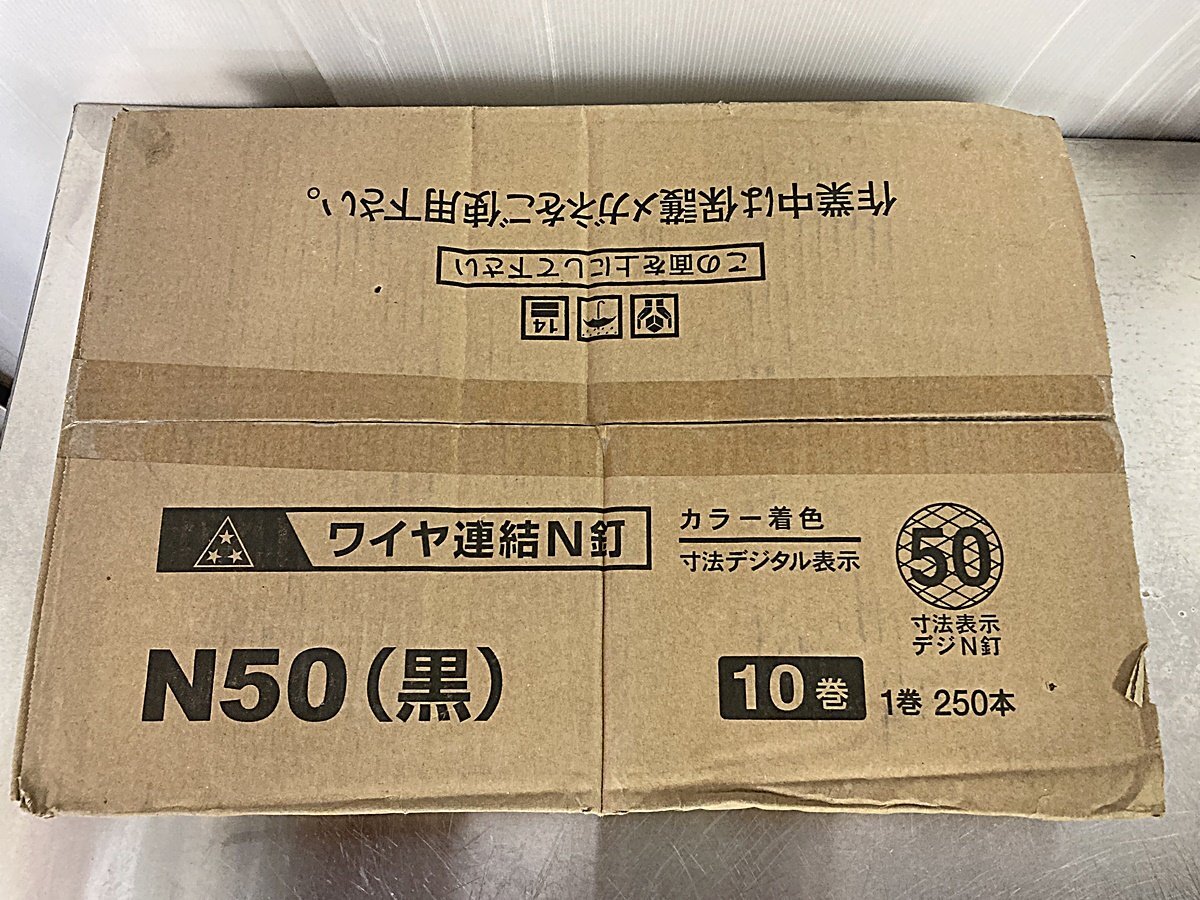 作業中は保護メガネをご使用下さい。
この面を上にして下さい
14
ワイヤ連結N釘
カラー着色
寸法デジタル表示
50
寸法表示
デジN釘
N50(黒)
10巻
1巻 250本